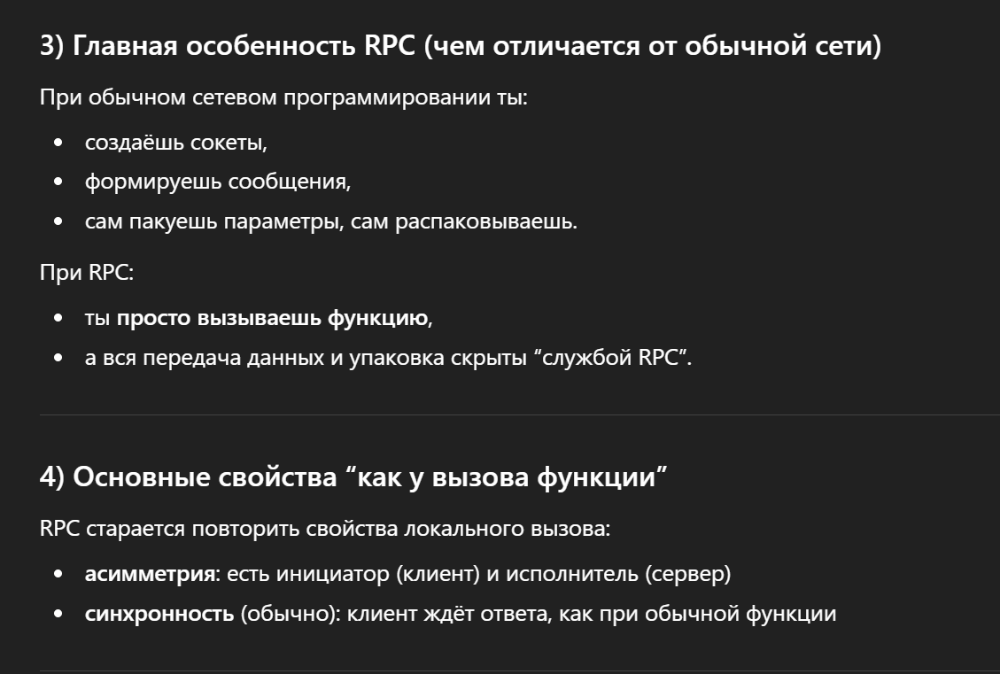 3) Главная особенность RPC (чем отличается от обычной сети)
При обычном сетевом программировании ты:
• создаёшь сокеты,
• формируешь сообщения,
• сам пакуешь параметры, сам распаковываешь.
При RPC:
• ты просто вызываешь функцию,
• а вся передача данных и упаковка скрыты “службой RPC”.
4) Основные свойства “как у вызова функции”
RPC старается повторить свойства локального вызова:
• асимметрия: есть инициатор (клиент) и исполнитель (сервер)
• синхронность (обычно): клиент ждёт ответа, как при обычной функции